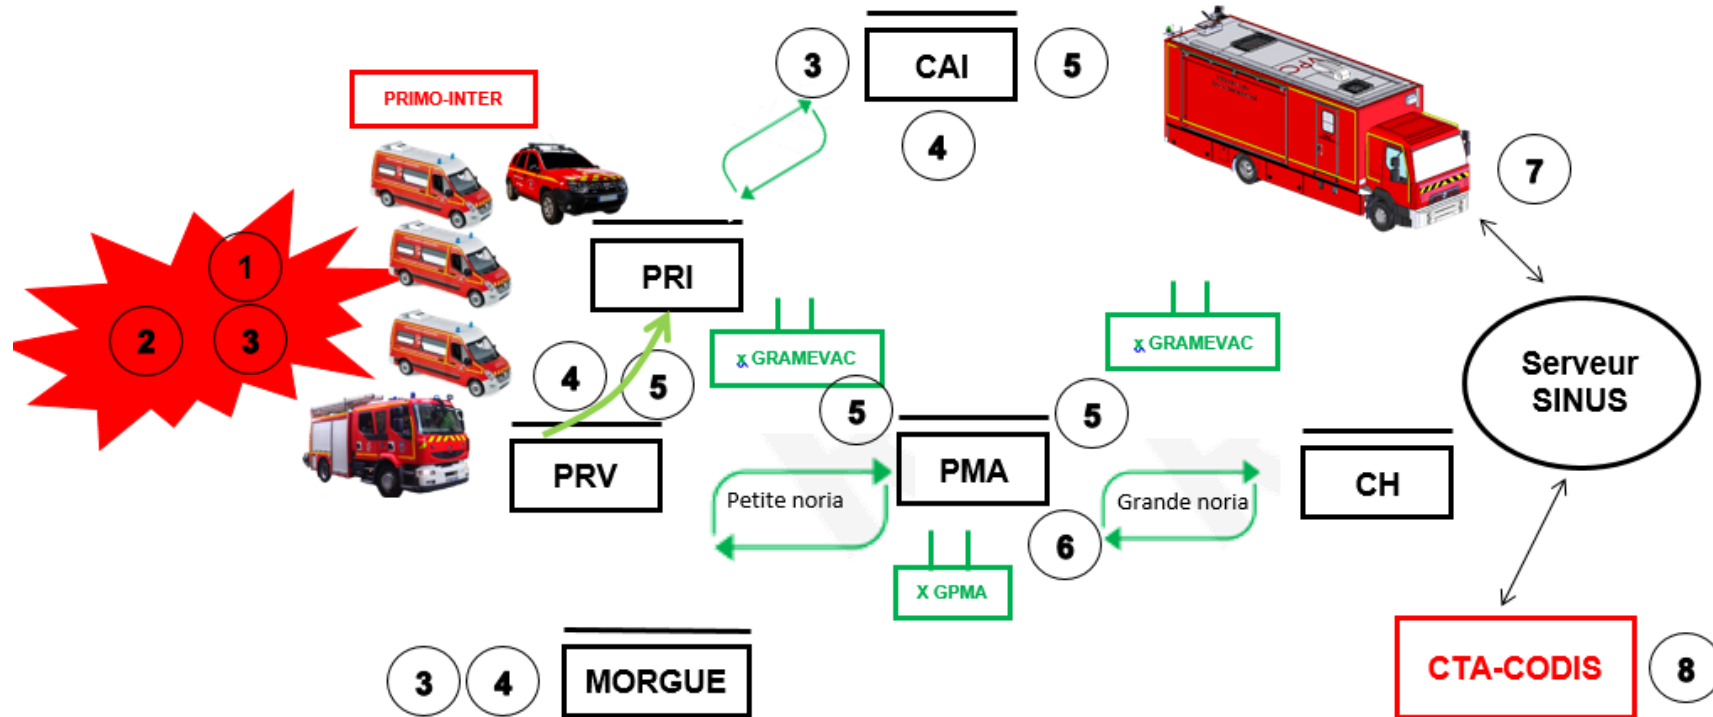 3
CAI
5
PRIMO-INTER
4
VPC
7
1
PRI
2
3
x GRAMEVAC
x GRAMEVAC
4
5
5
5
Serveur
SINUS
PRV
PMA
CH
Petite noria
Grande noria
6
X GPMA
3
4
MORGUE
CTA-CODIS
8